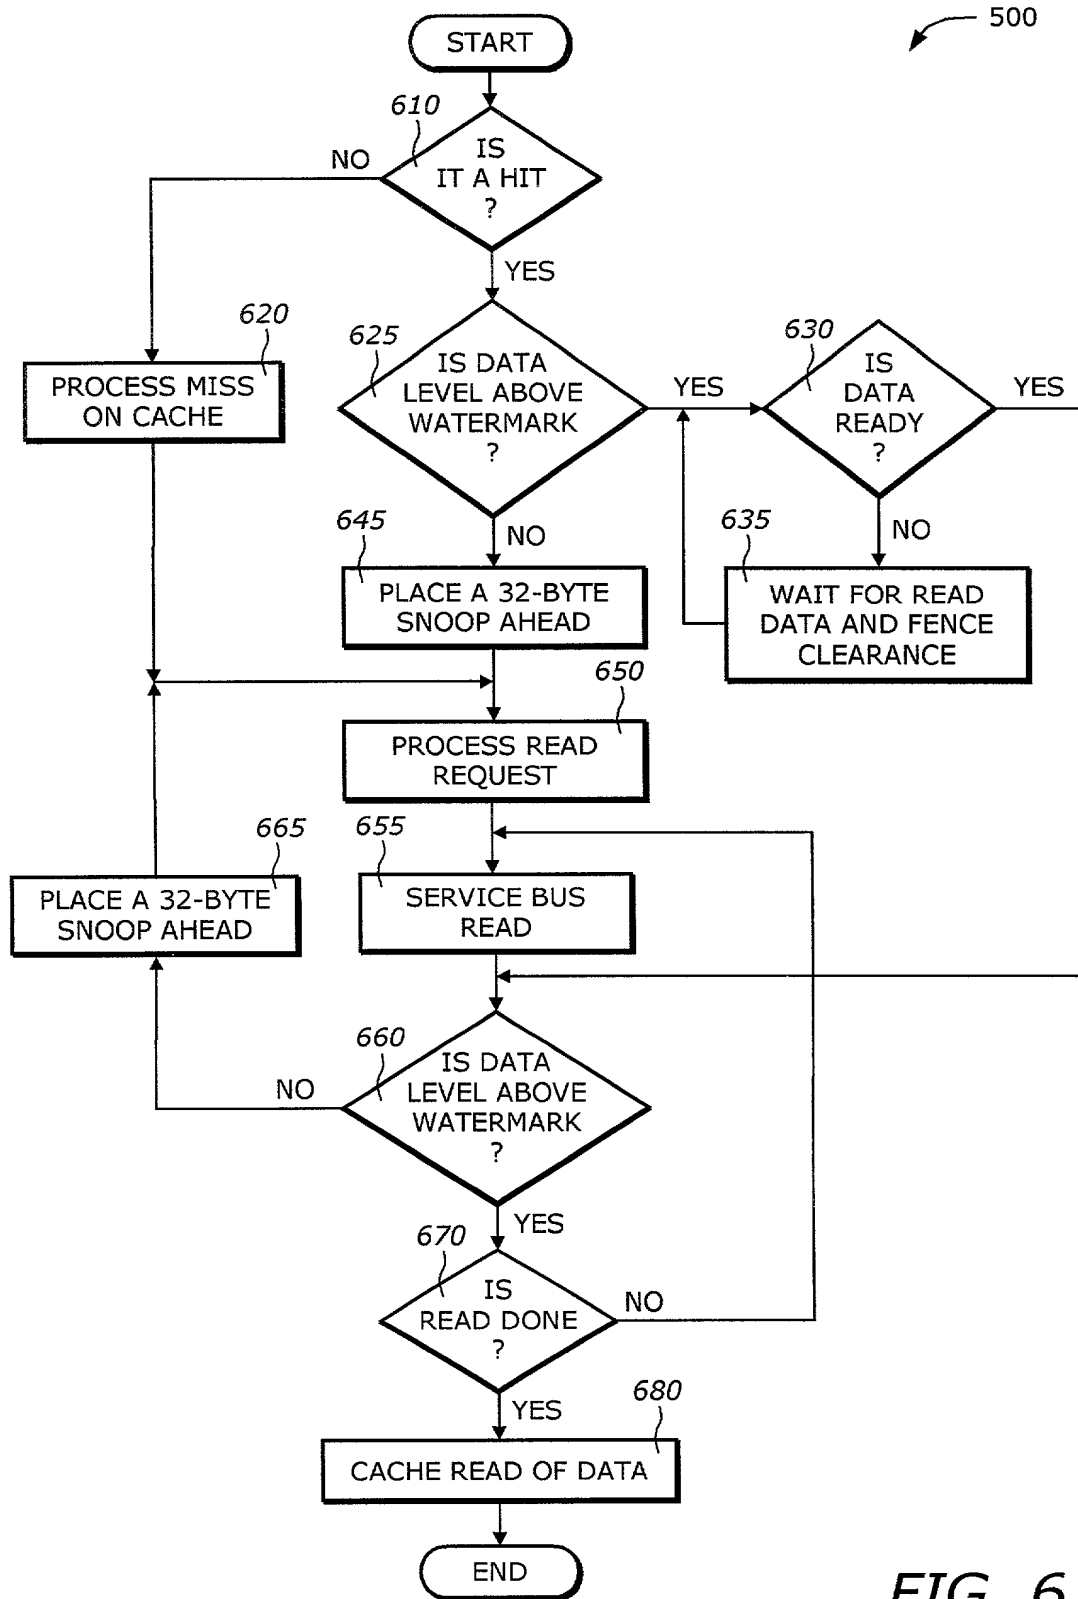 500
START
610
IS
IT A HIT
?
NO
YES
620
PROCESS MISS
ON CACHE
625
IS DATA
LEVEL ABOVE
WATERMARK
?
YES
NO
630
IS
DATA
READY
?
YES
NO
635
WAIT FOR READ
DATA AND FENCE
CLEARANCE
645
PLACE A 32-BYTE
SNOOP AHEAD
650
PROCESS READ
REQUEST
655
SERVICE BUS
READ
665
PLACE A 32-BYTE
SNOOP AHEAD
660
IS DATA
LEVEL ABOVE
WATERMARK
?
NO
YES
670
IS
READ DONE
?
NO
YES
680
CACHE READ OF DATA
END
FIG. 6